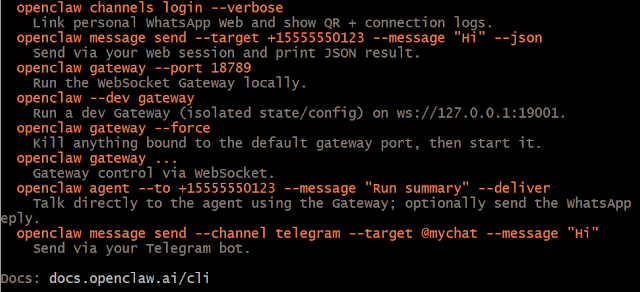 openclaw channels login --verbose
Link personal WhatsApp Web and show QR + connection logs.
openclaw message send --target +15555550123 --message "Hi" --json
Send via your web session and print JSON result.
openclaw gateway --port 18789
Run the WebSocket Gateway locally.
openclaw --dev gateway
Run a dev Gateway (isolated state/config) on ws://127.0.0.1:19001.
openclaw gateway --force
Kill anything bound to the default gateway port, then start it.
openclaw gateway ...
Gateway control via WebSocket.
openclaw agent --to +15555550123 --message "Run summary" --deliver
Talk directly to the agent using the Gateway; optionally send the WhatsApp
eply.
openclaw message send --channel telegram --target @mychat --message "Hi"
Send via your Telegram bot.
Docs: docs.openclaw.ai/cli